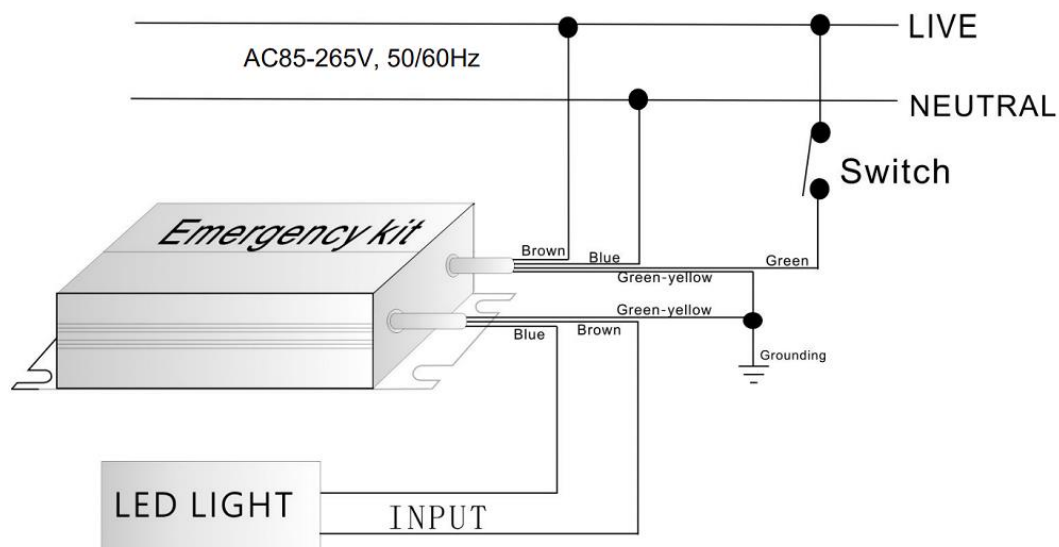 LIVE
AC85-265V, 50/60Hz
NEUTRAL
Switch
Emergency kit
Brown
Blue
Green
Green-yellow
Green-yellow
Blue
Brown
Grounding
LED LIGHT
INPUT